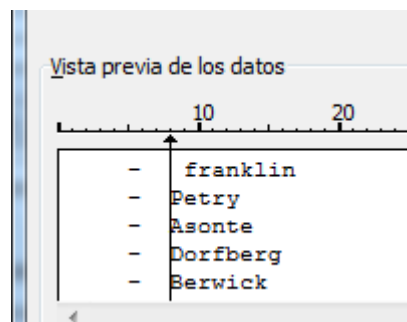 Vista previa de los datos
10 20
- franklin
- Petry
- Asonte
- Dorfberg
- Berwick